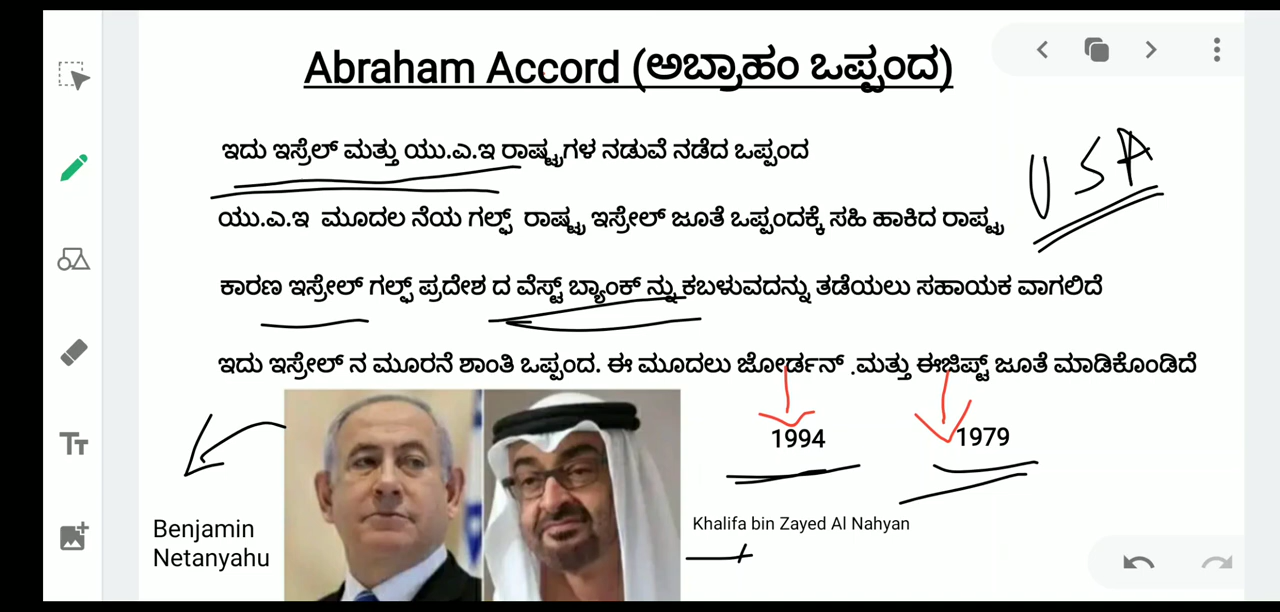 Abraham Accord (ಅಬ್ರಾಹಂ ಒಪ್ಪಂದ)
USA
ಇದು ಇಸ್ರೆಲ್ ಮತ್ತು ಯು.ಎ.ಇ ರಾಷ್ಟ್ರಗಳ ನಡುವೆ ನಡೆದ ಒಪ್ಪಂದ
ಯು.ಎ.ಇ ಮೂದಲ ನೆಯ ಗಲ್ಫ್ ರಾಷ್ಟ್ರ ಇಸ್ರೇಲ್ ಜೂತೆ ಒಪ್ಪಂದಕ್ಕೆ ಸಹಿ ಹಾಕಿದ ರಾಷ್ಟ್ರ
ಕಾರಣ ಇಸ್ರೇಲ್ ಗಲ್ಫ್ ಪ್ರದೇಶ ದ ವೆಸ್ಟ್ ಬ್ಯಾಂಕ್ ನ್ನು ಕಬಳುವದನ್ನು ತಡೆಯಲು ಸಹಾಯಕ ವಾಗಲಿದೆ
ಇದು ಇಸ್ರೇಲ್ ನ ಮೂರನೆ ಶಾಂತಿ ಒಪ್ಪಂದ. ಈ ಮೂದಲು ಜೋರ್ಡನ್ .ಮತ್ತು ಈಜಿಪ್ಟ್ ಜೂತೆ ಮಾಡಿಕೊಂಡಿದೆ
1994 1979
Benjamin
Netanyahu
Khalifa bin Zayed Al Nahyan